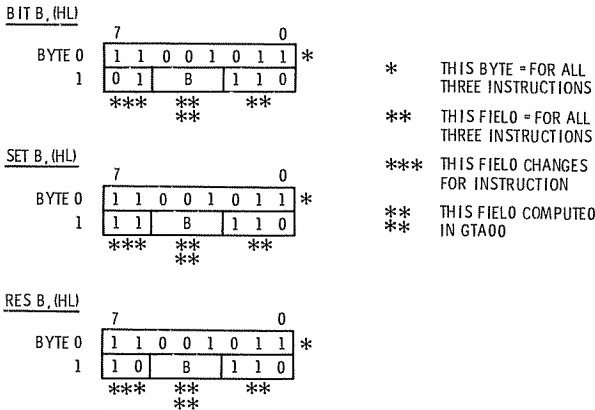 BIT B, (HL)
7 0
BYTE 0 1 1 0 0 1 0 1 1 *
1 0 1 B 1 1 0
*** ** **
**
SET B, (HL)
7 0
BYTE 0 1 1 0 0 1 0 1 1 *
1 1 1 B 1 1 0
*** ** **
**
RES B, (HL)
7 0
BYTE 0 1 1 0 0 1 0 1 1 *
1 1 0 B 1 1 0
*** ** **
**
* THIS BYTE = FOR ALL
THREE INSTRUCTIONS
** THIS FIELD = FOR ALL
THREE INSTRUCTIONS
*** THIS FIELD CHANGES
FOR INSTRUCTION
** THIS FIELD COMPUTED
** IN GTA00